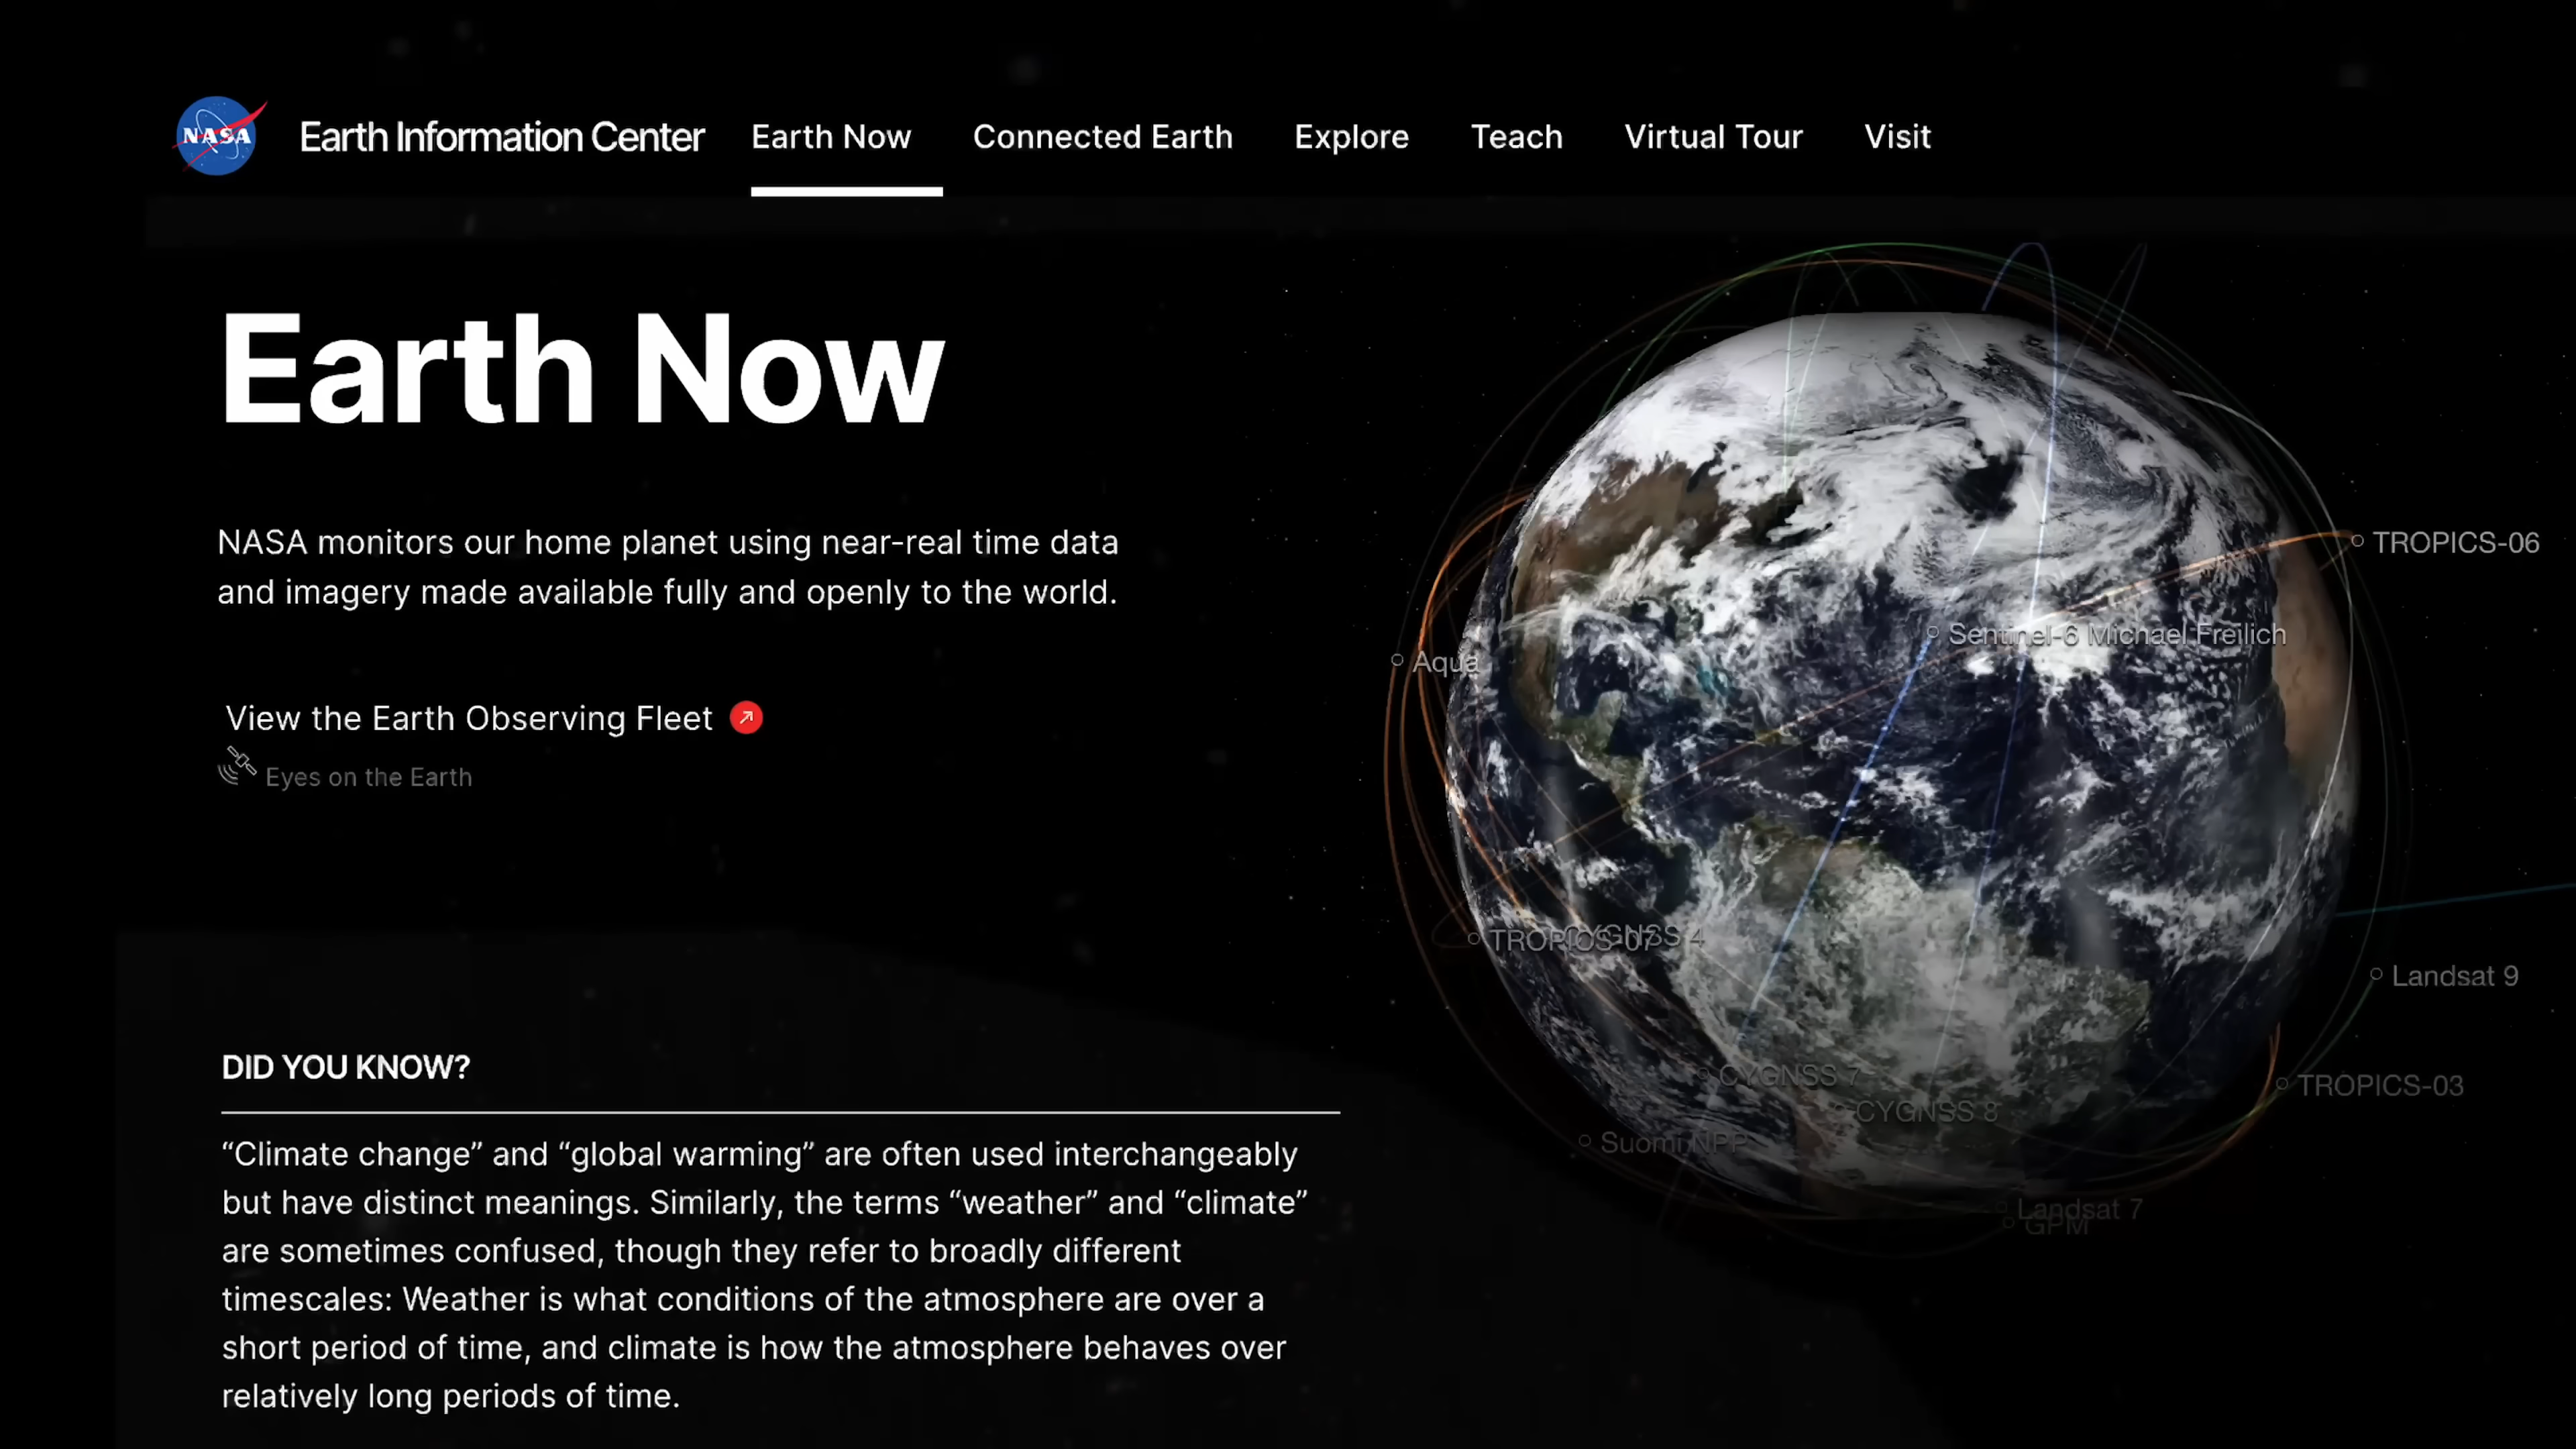 NASA
Earth Information Center
Earth Now
Connected Earth
Explore
Teach
Virtual Tour
Visit
Earth Now
NASA monitors our home planet using near-real time data
and imagery made available fully and openly to the world.
View the Earth Observing Fleet
Eyes on the Earth
DID YOU KNOW?
“Climate change” and “global warming” are often used interchangeably
but have distinct meanings. Similarly, the terms “weather” and “climate”
are sometimes confused, though they refer to broadly different
timescales: Weather is what conditions of the atmosphere are over a
short period of time, and climate is how the atmosphere behaves over
relatively long periods of time.
TROPICS-06
Sentinel-6 Michael Freilich
Aqua
TROPICS-07
CYGNSS 4
Landsat 9
CYGNSS 7
TROPICS-03
CYGNSS 8
Suomi NPP
Landsat 7
GPM